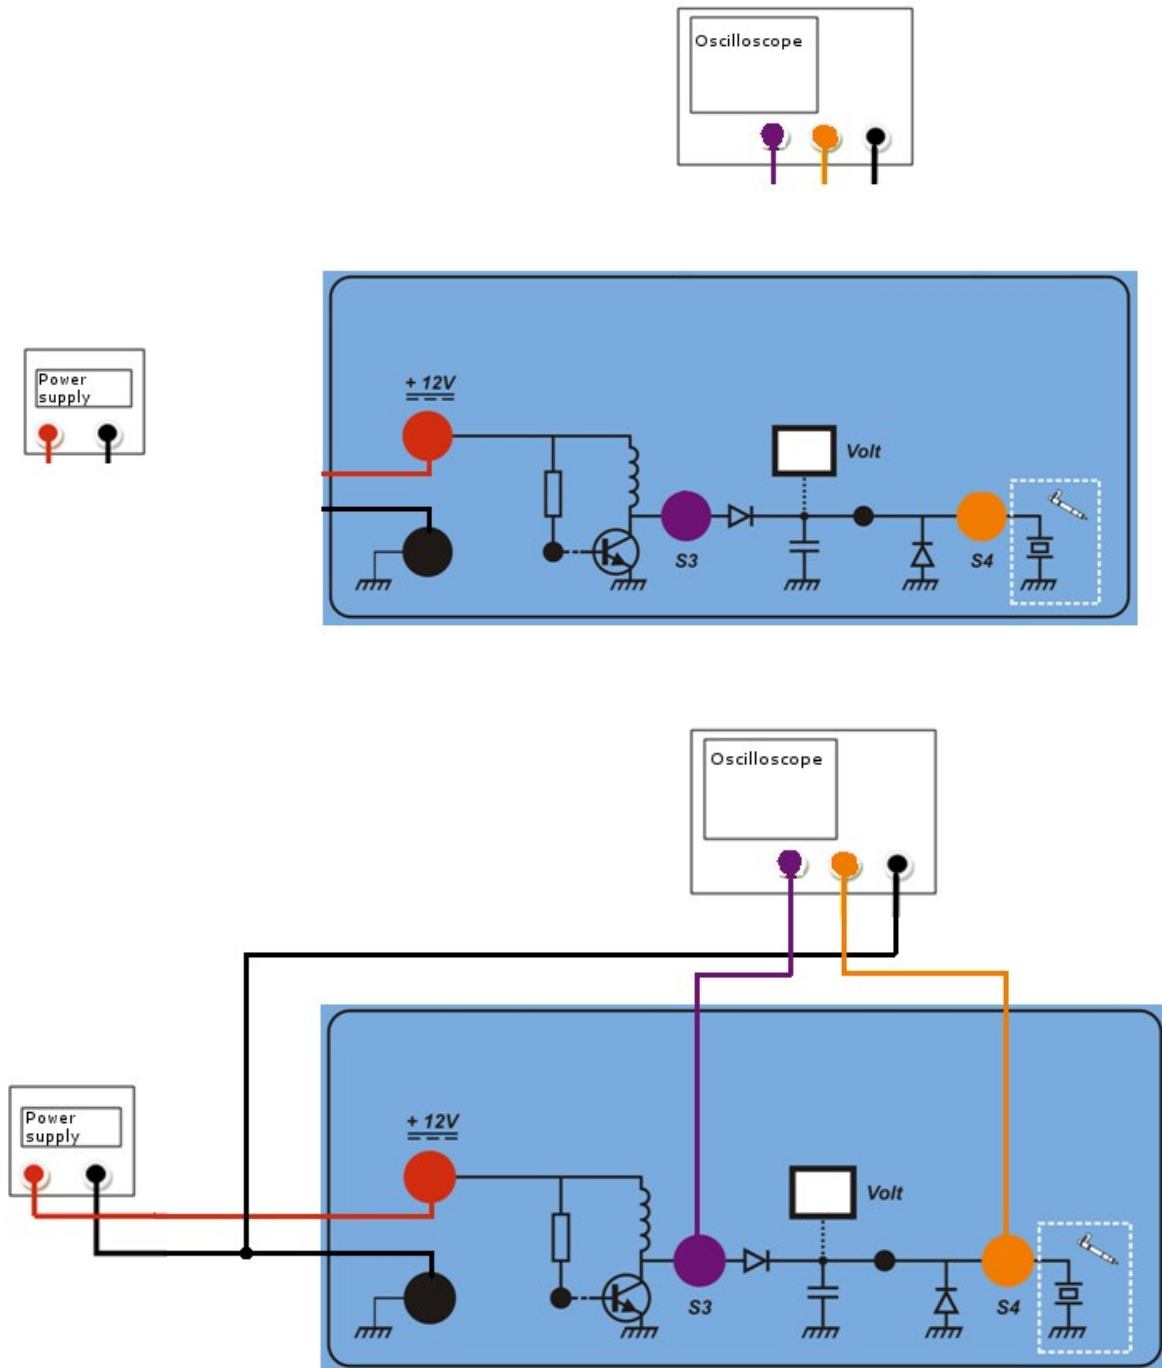 Oscilloscope
Power
supply
+ 12V
Volt
S3
S4
Oscilloscope
Power
supply
+ 12V
Volt
S3
S4